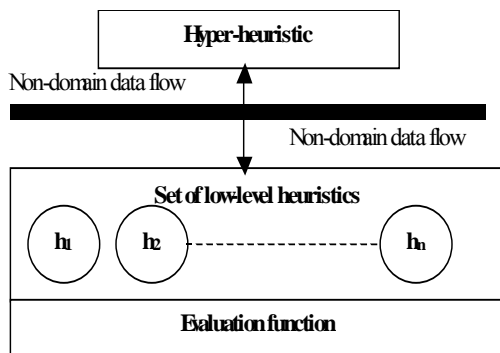 Hyper-heuristic
Non-domain data flow
Non-domain data flow
Set of low-level heuristics
h1 h2 hn
Evaluation function